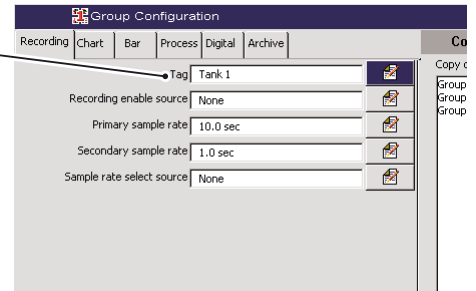 Group Configuration
Recording Chart Bar Process Digital Archive
Tag Tank 1
Recording enable source None
Primary sample rate 10.0 sec
Secondary sample rate 1.0 sec
Sample rate select source None
Co
Copy o
Group
Group
Group